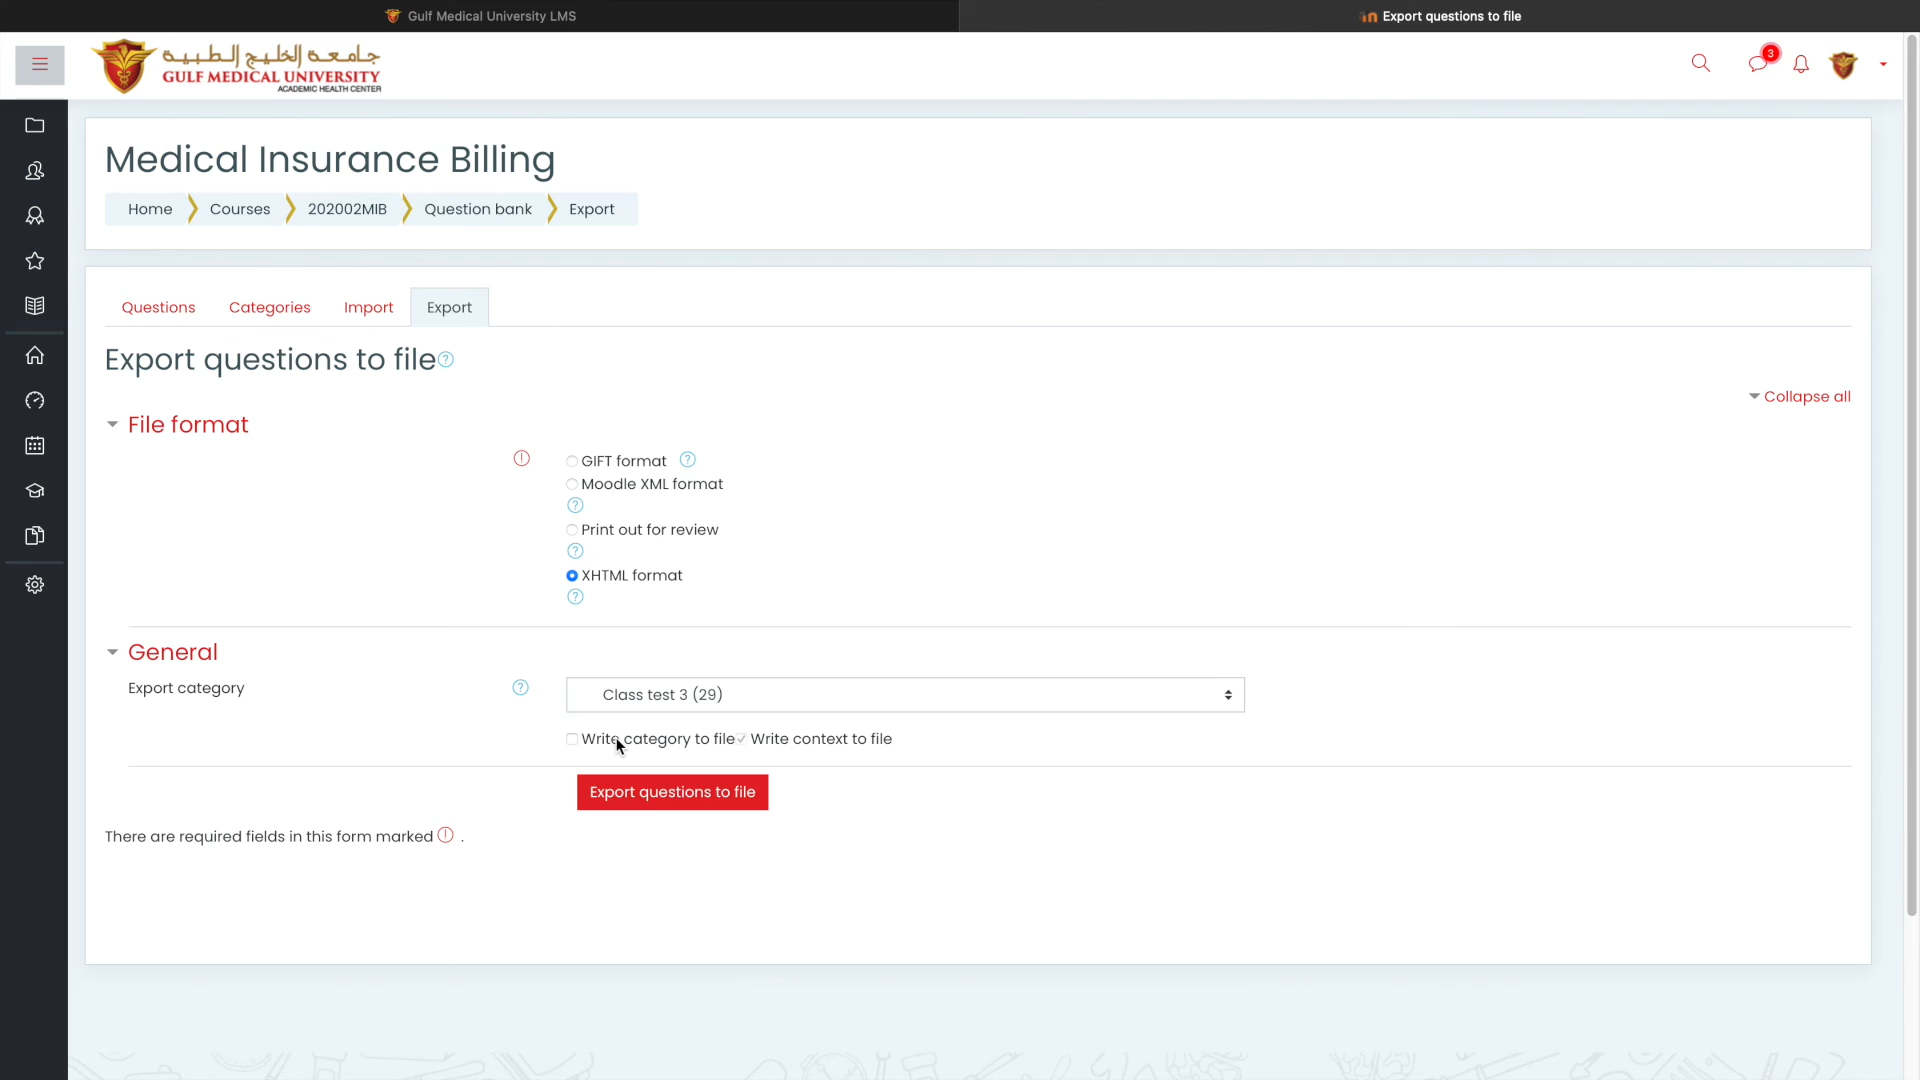 Gulf Medical University LMS
Export questions to file
جامعة الخليج الطبية
GULF MEDICAL UNIVERSITY
ACADEMIC HEALTH CENTER
3
Medical Insurance Billing
Home Courses 202002MIB Question bank Export
Questions Categories Import Export
Export questions to file
Collapse all
File format
GIFT format
Moodle XML format
Print out for review
XHTML format
General
Export category Class test 3 (29)
Write category to file Write context to file
Export questions to file
There are required fields in this form marked .